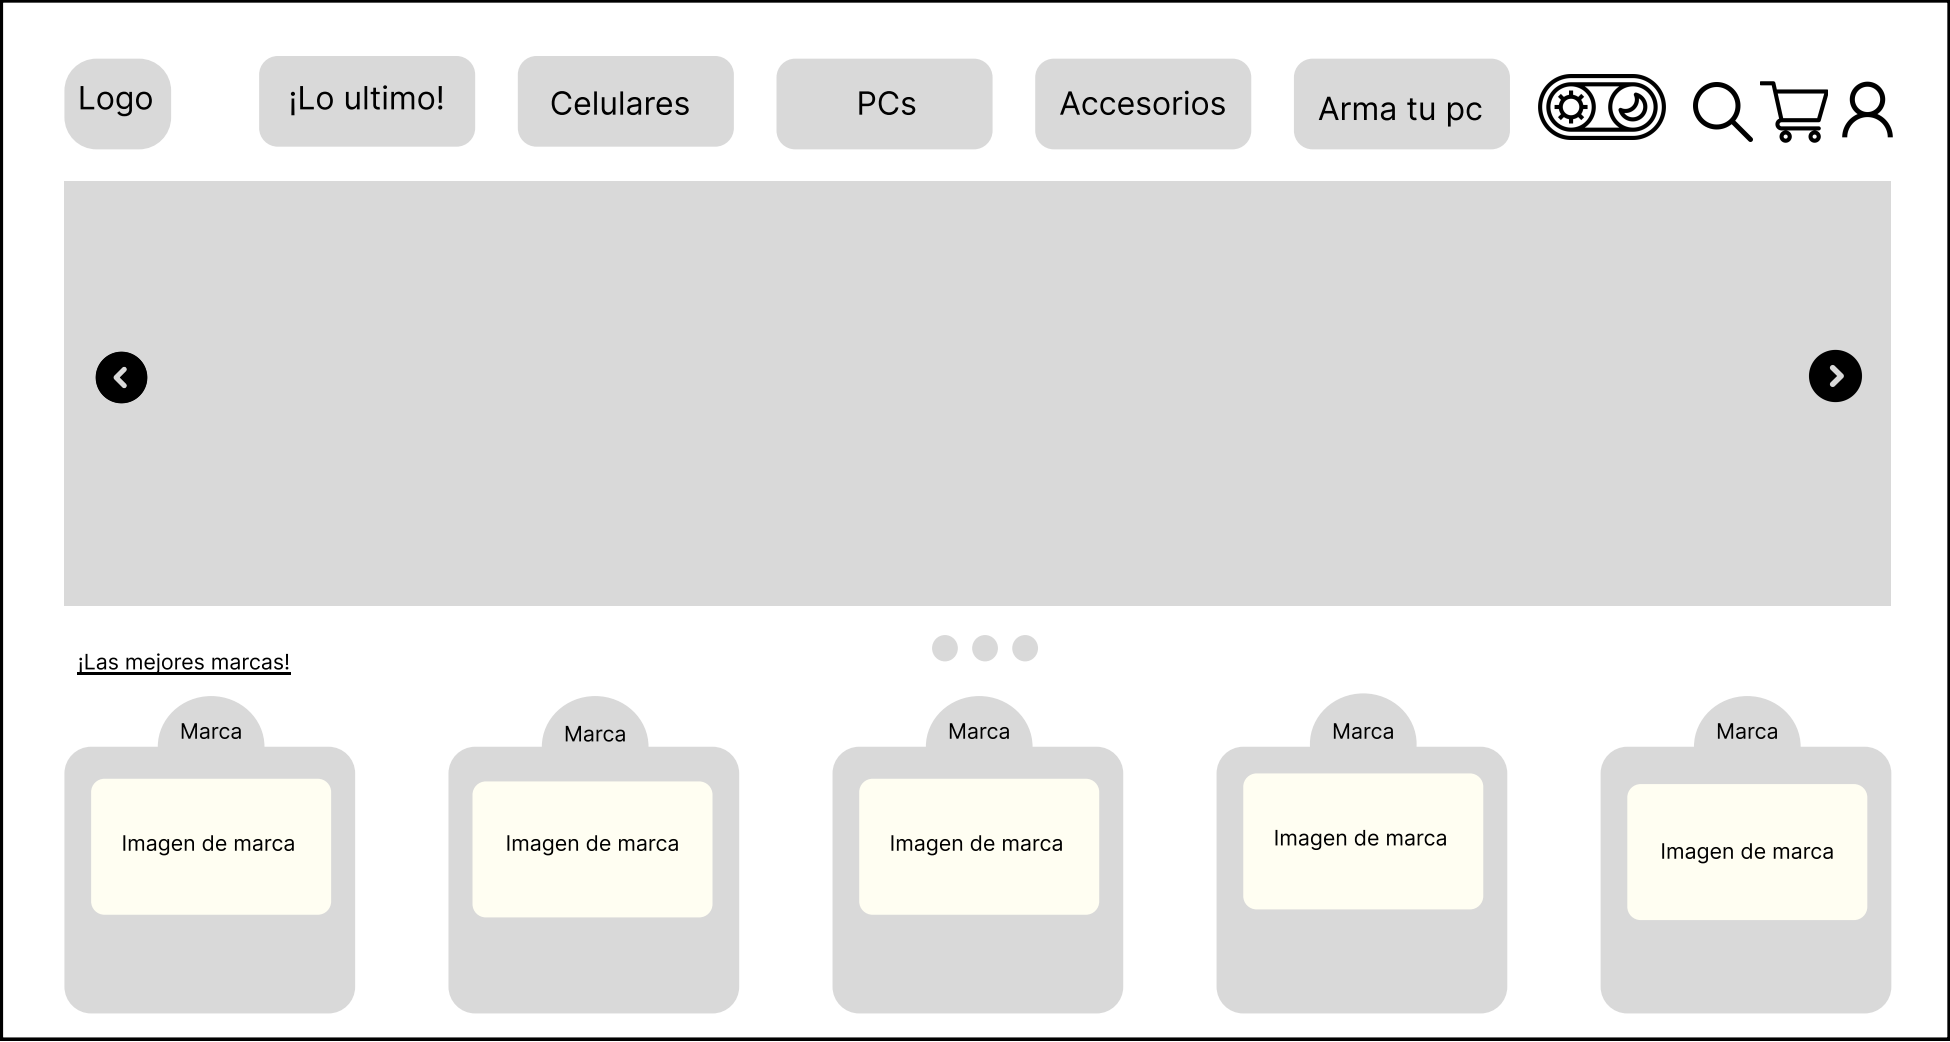 Logo
¡Lo ultimo!
Celulares
PCs
Accesorios
Arma tu pc
¡Las mejores marcas!
Marca
Marca
Marca
Marca
Marca
Imagen de marca
Imagen de marca
Imagen de marca
Imagen de marca
Imagen de marca